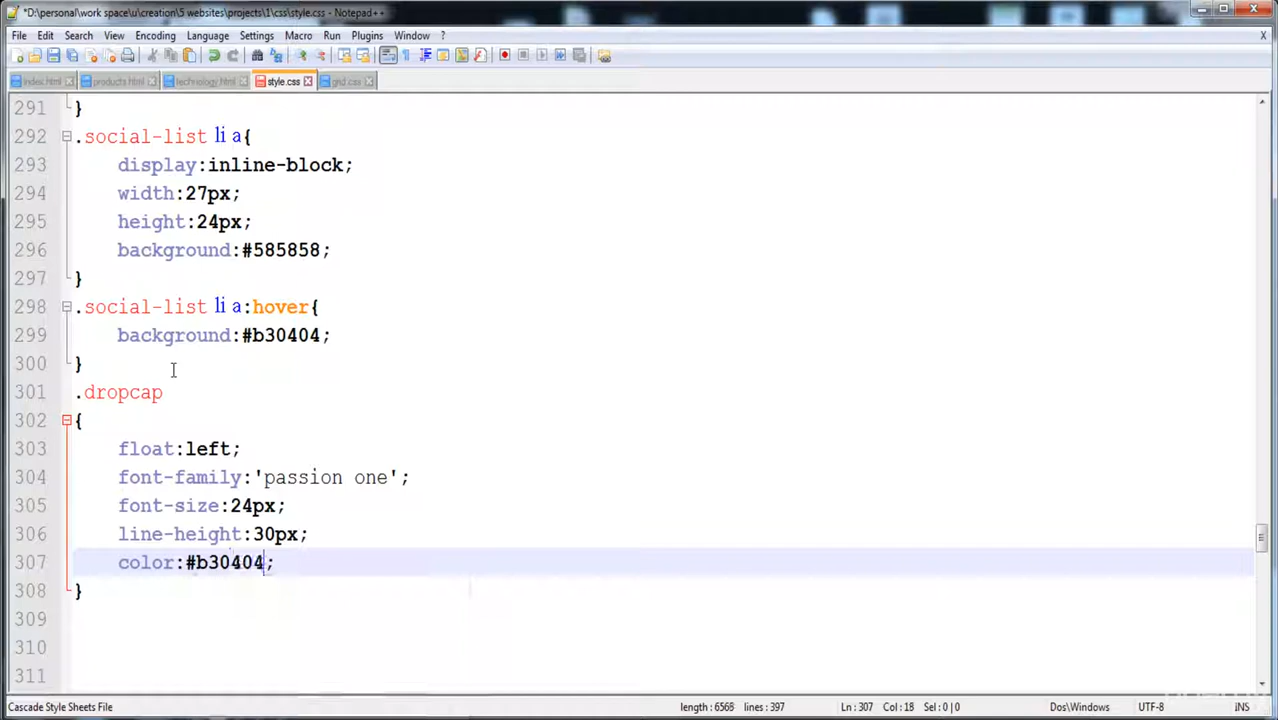 *D:\personal\work space\u\creation\5 websites\projects\1\css\style.css - Notepad++
File Edit Search View Encoding Language Settings Macro Run Plugins Window ? X
index.html products.html technology.html style.css grid.css
291 }
292 .social-list li a{
293 display:inline-block;
294 width:27px;
295 height:24px;
296 background:#585858;
297 }
298 .social-list li a:hover{
299 background:#b30404;
300 }
301 .dropcap
302 {
303 float:left;
304 font-family:'passion one';
305 font-size:24px;
306 line-height:30px;
307 color:#b30404;
308 }
309
310
311
Cascade Style Sheets File length : 6568 lines : 397 Ln : 307 Col : 18 Sel : 0 | 0 Dos\Windows UTF-8 INS